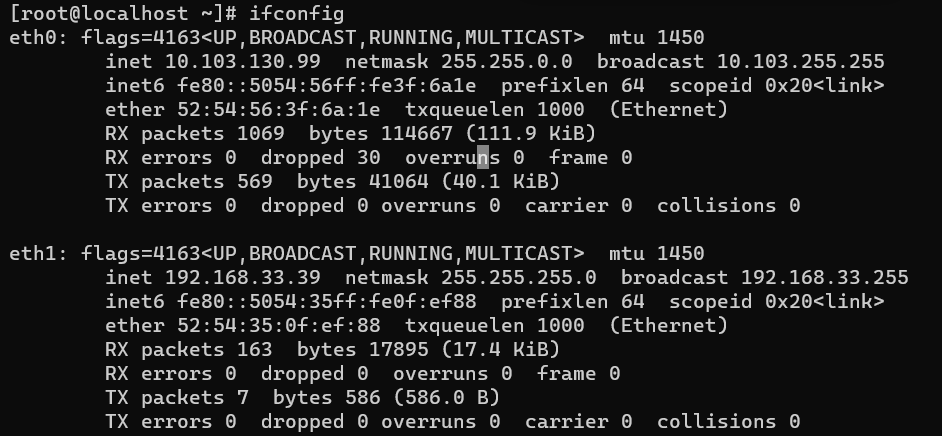 [root@localhost ~]# ifconfig
eth0: flags=4163<UP,BROADCAST,RUNNING,MULTICAST>  mtu 1450
        inet 10.103.130.99  netmask 255.255.0.0  broadcast 10.103.255.255
        inet6 fe80::5054:56ff:fe3f:6a1e  prefixlen 64  scopeid 0x20<link>
        ether 52:54:56:3f:6a:1e  txqueuelen 1000  (Ethernet)
        RX packets 1069  bytes 114667 (111.9 KiB)
        RX errors 0  dropped 30  overruns 0  frame 0
        TX packets 569  bytes 41064 (40.1 KiB)
        TX errors 0  dropped 0 overruns 0  carrier 0  collisions 0

eth1: flags=4163<UP,BROADCAST,RUNNING,MULTICAST>  mtu 1450
        inet 192.168.33.39  netmask 255.255.255.0  broadcast 192.168.33.255
        inet6 fe80::5054:35ff:fe0f:ef88  prefixlen 64  scopeid 0x20<link>
        ether 52:54:35:0f:ef:88  txqueuelen 1000  (Ethernet)
        RX packets 163  bytes 17895 (17.4 KiB)
        RX errors 0  dropped 0  overruns 0  frame 0
        TX packets 7  bytes 586 (586.0 B)
        TX errors 0  dropped 0 overruns 0  carrier 0  collisions 0